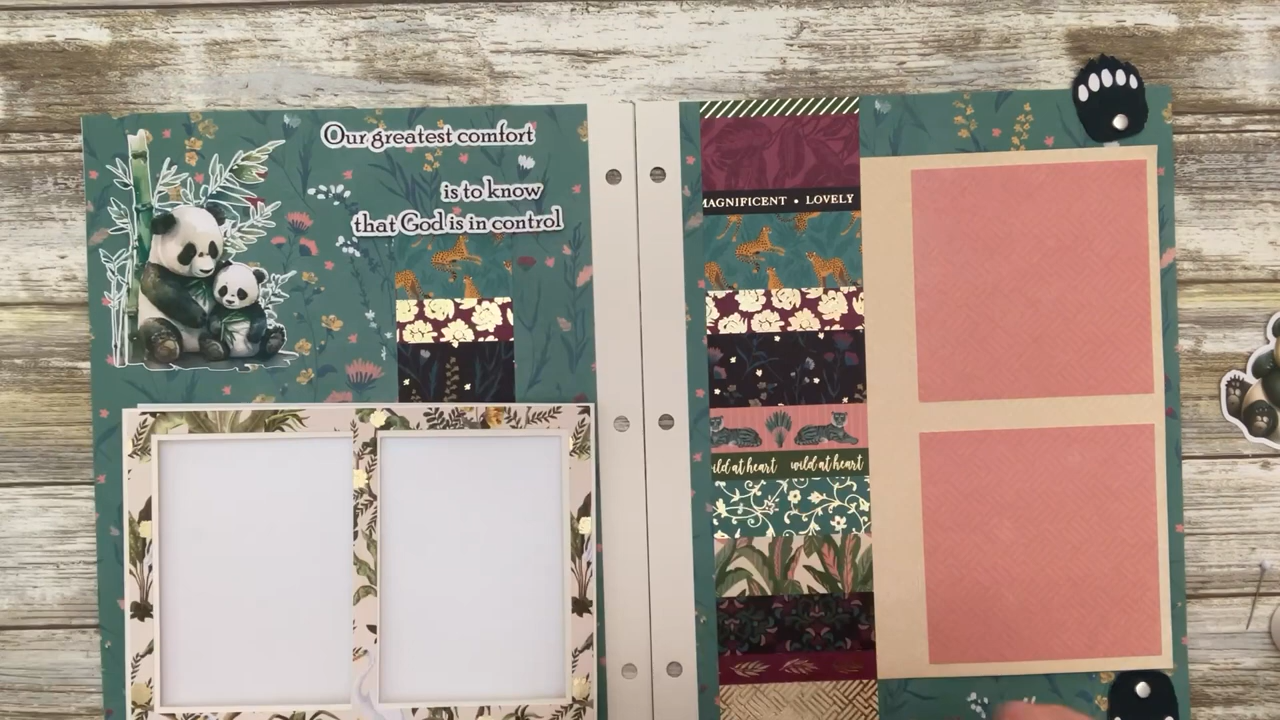 Our greatest comfort
is to know
that God is in control
MAGNIFICENT • LOVELY
wild at heart wild at heart